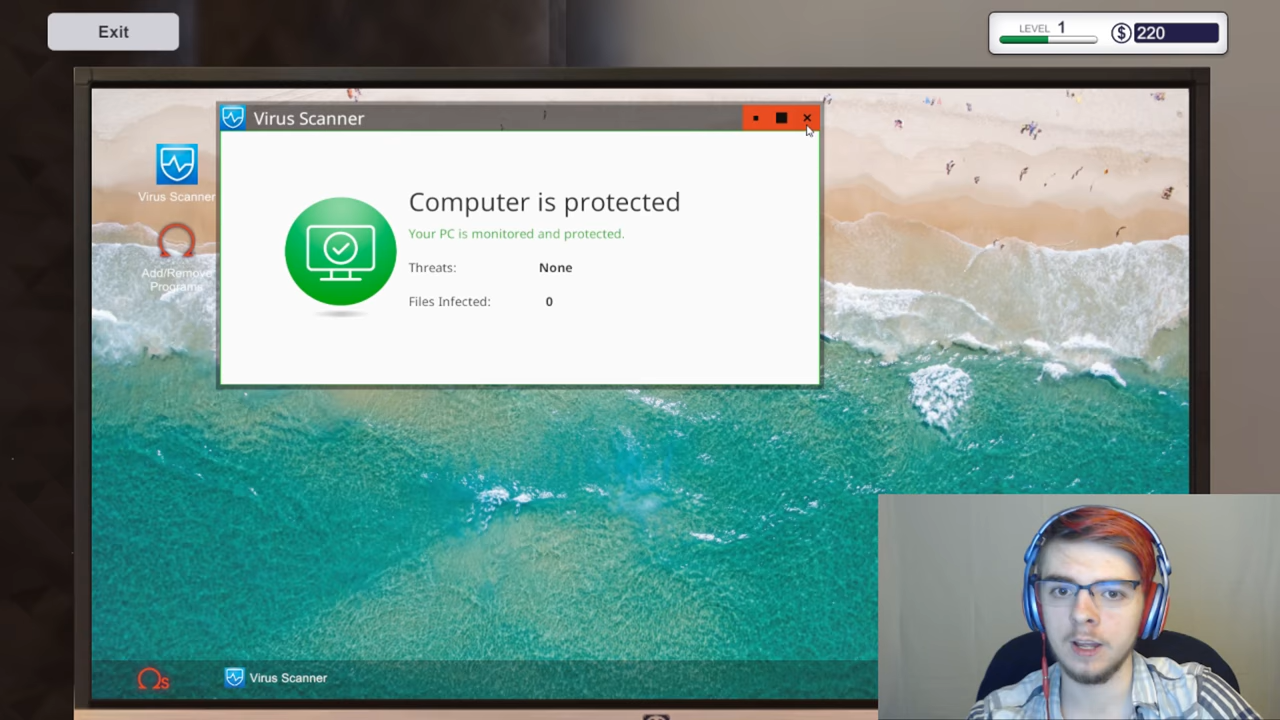 Exit
LEVEL 1
$ 220
Virus Scanner
Virus Scanner
Add/Remove
Programs
Computer is protected
Your PC is monitored and protected.
Threats: None
Files Infected: 0
Ωs
Virus Scanner